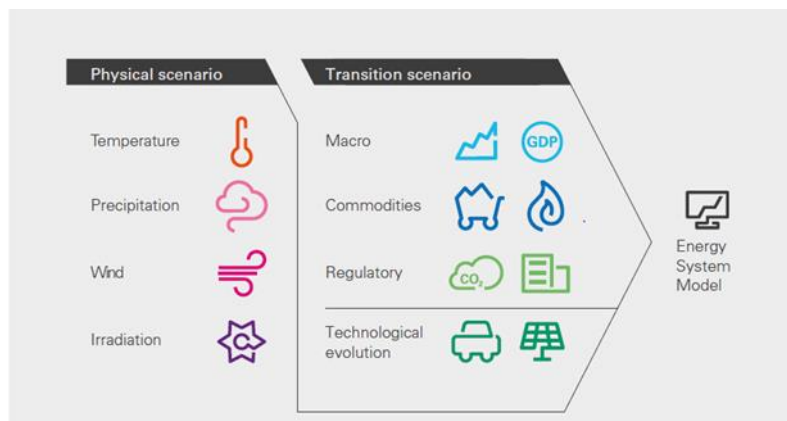 Physical scenario
Transition scenario
Temperature
Macro
GDP
Precipitation
Commodities
Wind
Regulatory
CO₂
Irradiation
Technological
evolution
Energy
System
Model